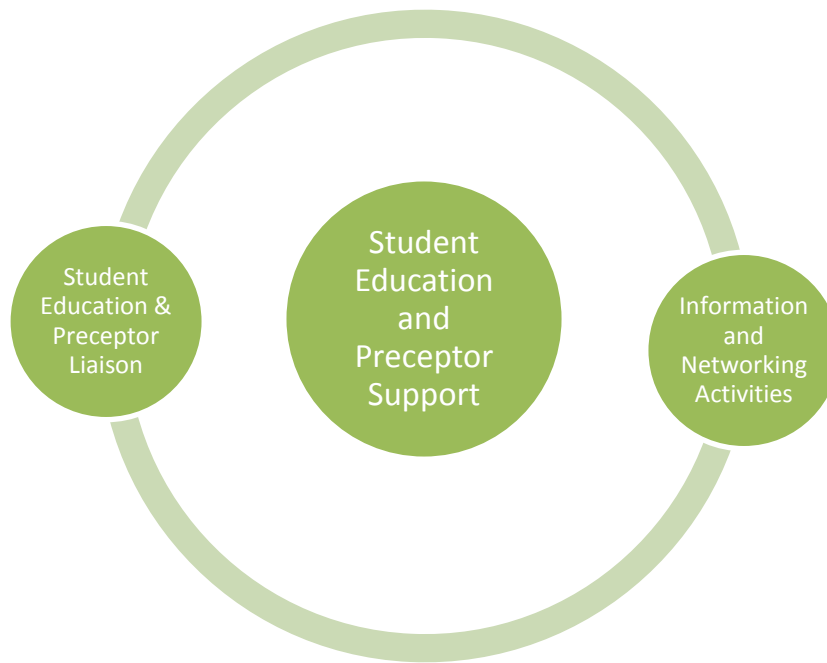 Student
Education &
Preceptor
Liaison
Student
Education
and
Preceptor
Support
Information
and
Networking
Activities